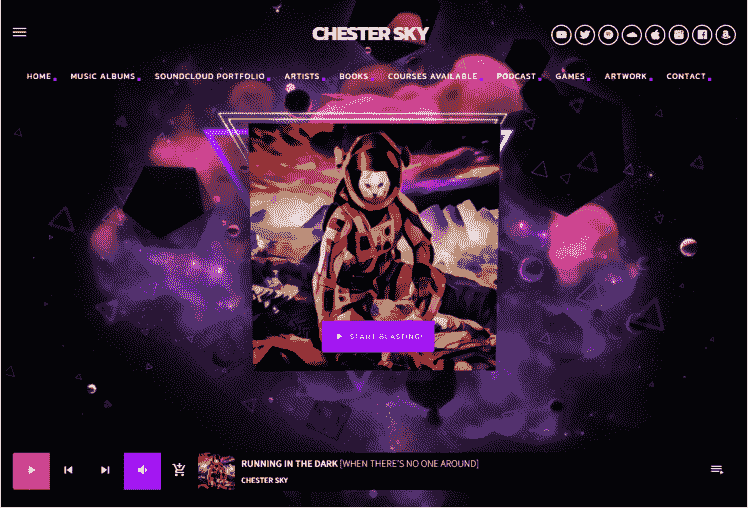 CHESTER SKY
HOME MUSIC ALBUMS SOUNDCLOUD PORTFOLIO ARTISTS BOOKS COURSES AVAILABLE PODCAST GAMES ARTWORK CONTACT
START BLASTING!
RUNNING IN THE DARK [WHEN THERE'S NO ONE AROUND]
CHESTER SKY